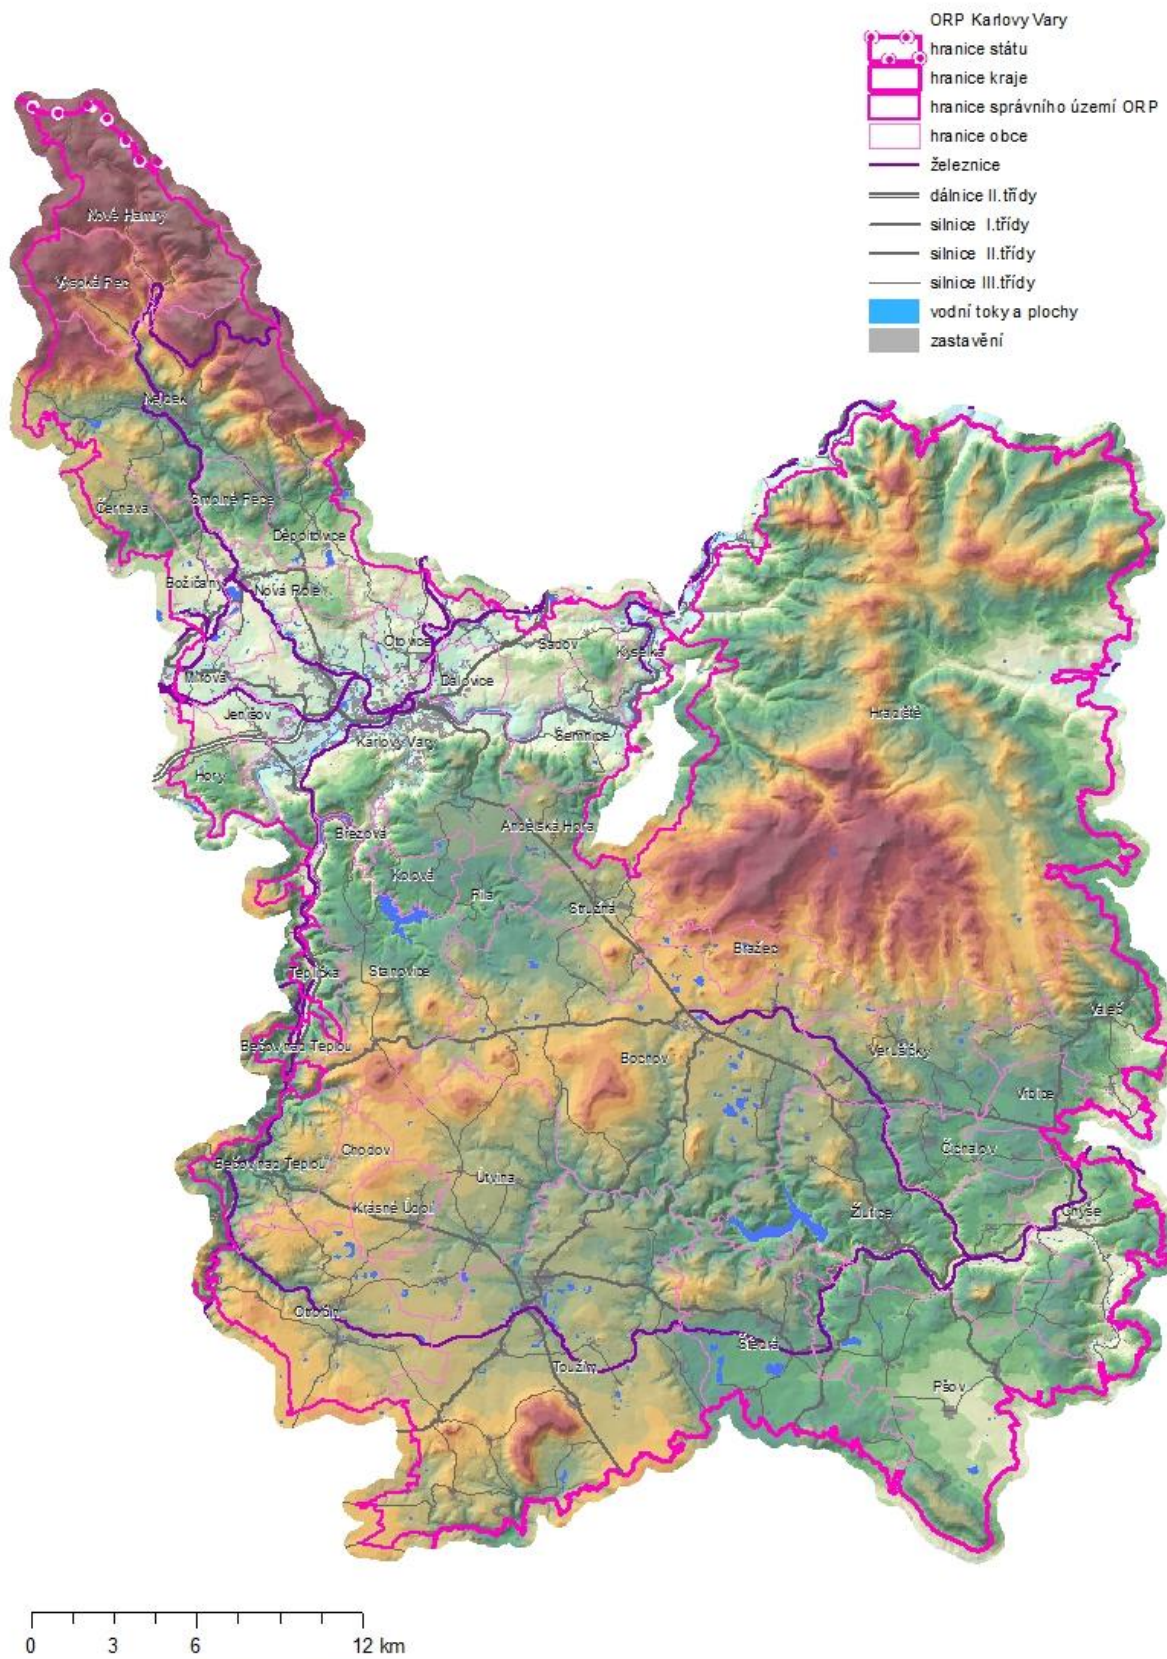 ORP Karlovy Vary
hranice státu
hranice kraje
hranice správního území ORP
hranice obce
železnice
dálnice II.třídy
silnice I.třídy
silnice II.třídy
silnice III.třídy
vodní toky a plochy
zastavění
Nové Hamry
Vysoká Pec
Nejdek
Smolné Pece
Černava
Děpoltovice
Božičany
Nová Role
Otovice
Sadov
Kyselka
Mírová
Dalovice
Jenišov
Hradiště
Karlovy Vary
Šemnice
Hory
Březová
Andělská Hora
Kolová
Pila
Stružná
Bražec
Teplička
Stanovice
Valeč
Bečov nad Teplou
Bochov
Verušičky
Vrbice
Chodov
Čichalov
Bečov nad Teplou
Útvina
Krásné Údolí
Žlutice
Chyše
Otročín
Štědrá
Toužim
Pšov
0 3 6 12 km